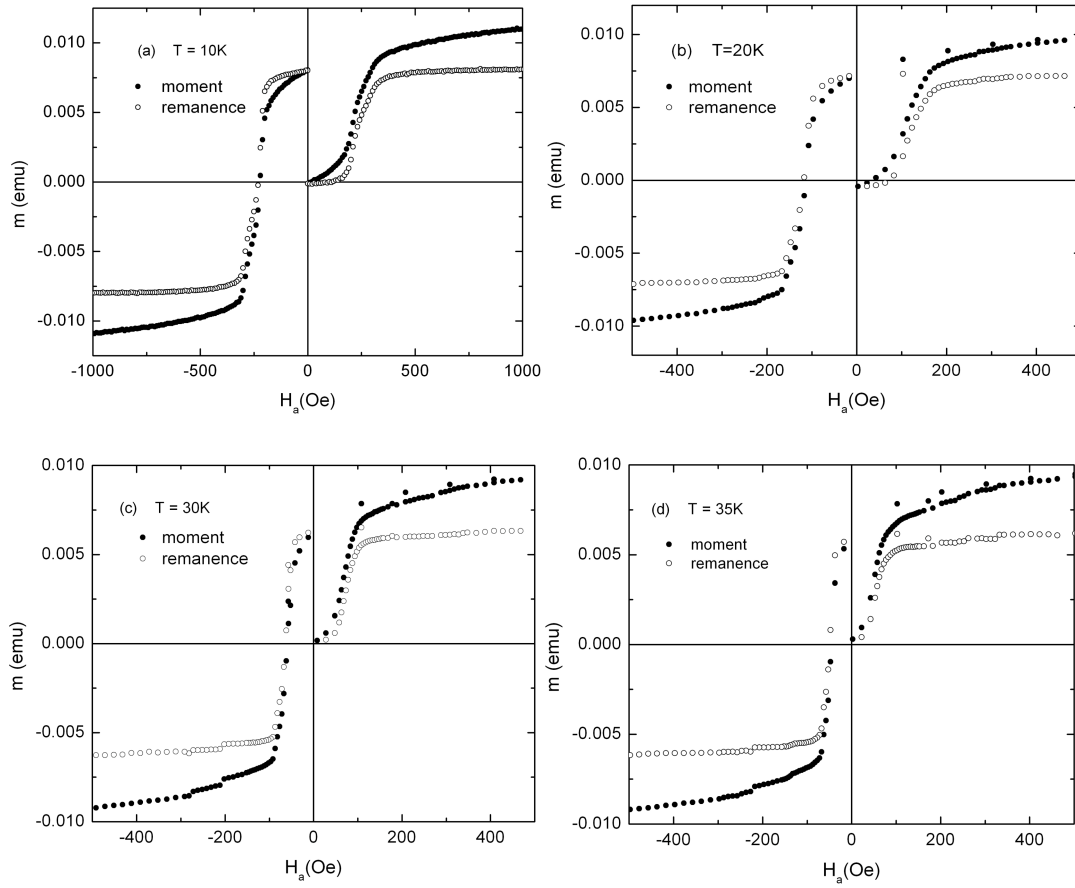 (a) T = 10K
moment
remanence
0.010
0.005
0.000
-0.005
-0.010
m (emu)
-1000 -500 0 500 1000
H_a(Oe)
(b) T=20K
moment
remanence
0.010
0.005
0.000
-0.005
-0.010
m (emu)
-400 -200 0 200 400
H_a(Oe)
(c) T = 30K
moment
remanence
0.010
0.005
0.000
-0.005
-0.010
m (emu)
-400 -200 0 200 400
H_a(Oe)
(d) T = 35K
moment
remanence
0.010
0.005
0.000
-0.005
-0.010
m (emu)
-400 -200 0 200 400
H_a(Oe)